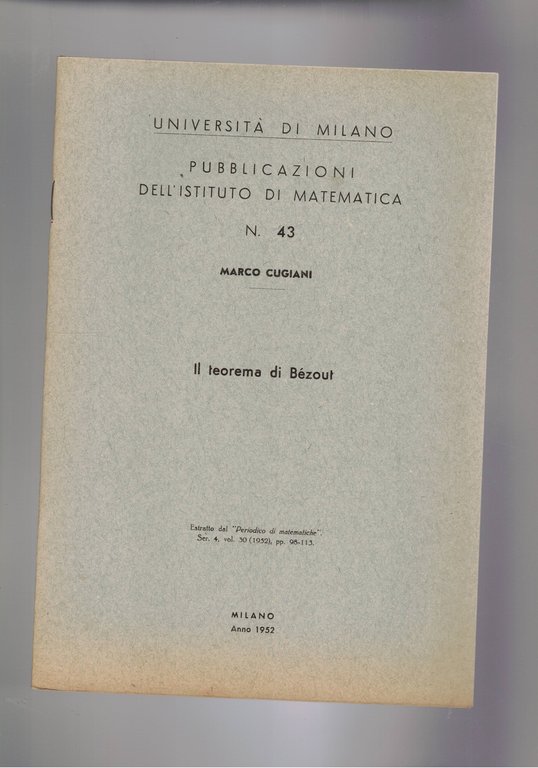 UNIVERSITÀ DI MILANO
PUBBLICAZIONI
DELL'ISTITUTO DI MATEMATICA
N. 43
MARCO CUGIANI
Il teorema di Bézout
Estratto dal "Periodico di matematiche".
Ser. 4, vol. 30 (1952), pp. 98-113.
MILANO
Anno 1952